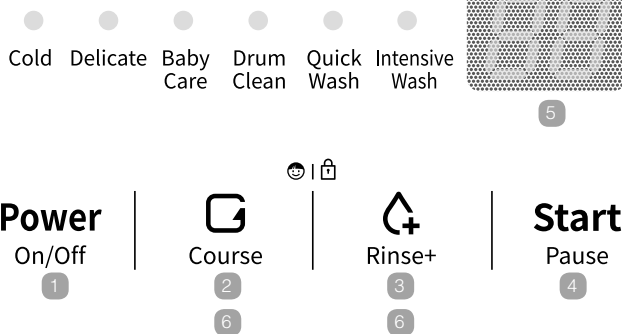 Cold Delicate Baby Care Drum Clean Quick Wash Intensive Wash
5
Power Start
On/Off Course Rinse+ Pause
1 2 3 4
6 6